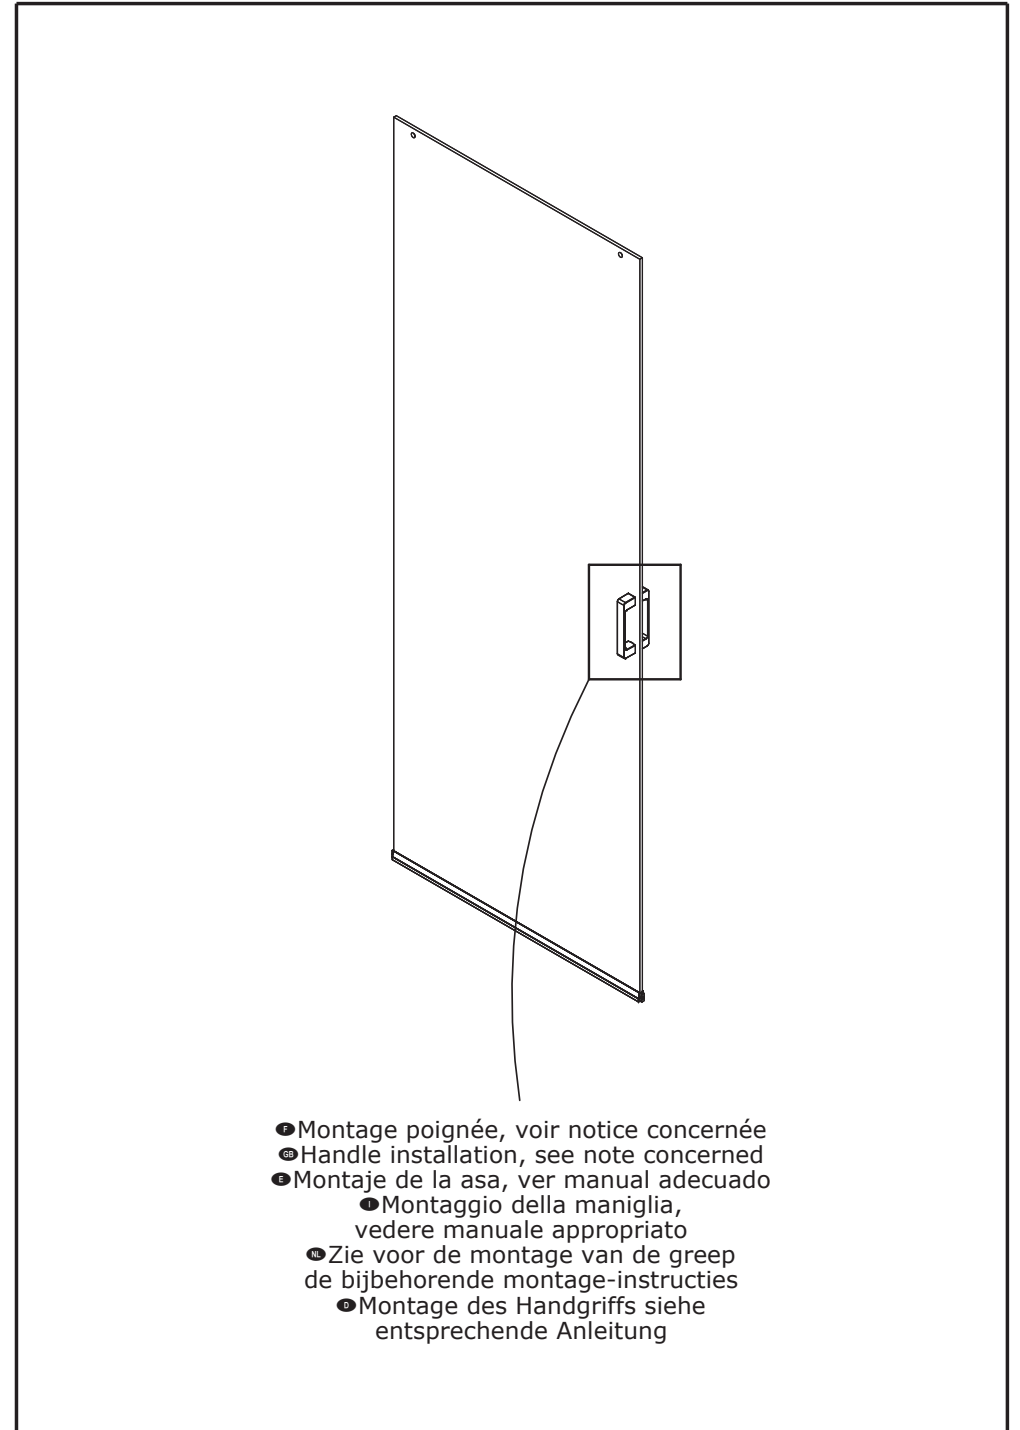 F Montage poignée, voir notice concernée
GB Handle installation, see note concerned
E Montaje de la asa, ver manual adecuado
I Montaggio della maniglia,
vedere manuale appropriato
NL Zie voor de montage van de greep
de bijbehorende montage-instructies
D Montage des Handgriffs siehe
entsprechende Anleitung